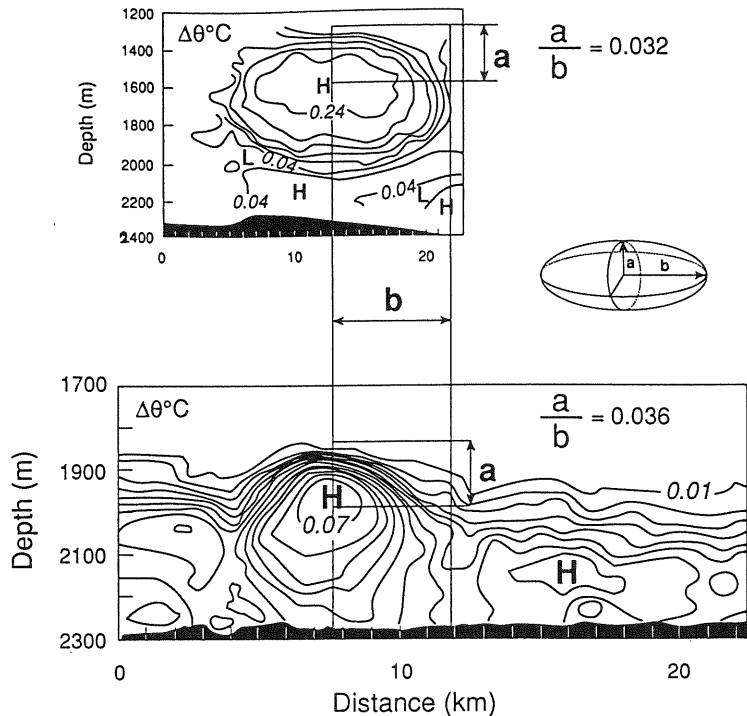 1200
1400
1600
1800
2000
2200
2400
Depth (m)
Δθ°C
H
0.24
L
0.04
H
0.04
0.04
L
H
0
10
20
a
a
b
= 0.032
a
b
b
1700
1900
2100
2300
Depth (m)
Δθ°C
a
b
= 0.036
a
H
0.07
0.01
H
0
10
20
Distance (km)